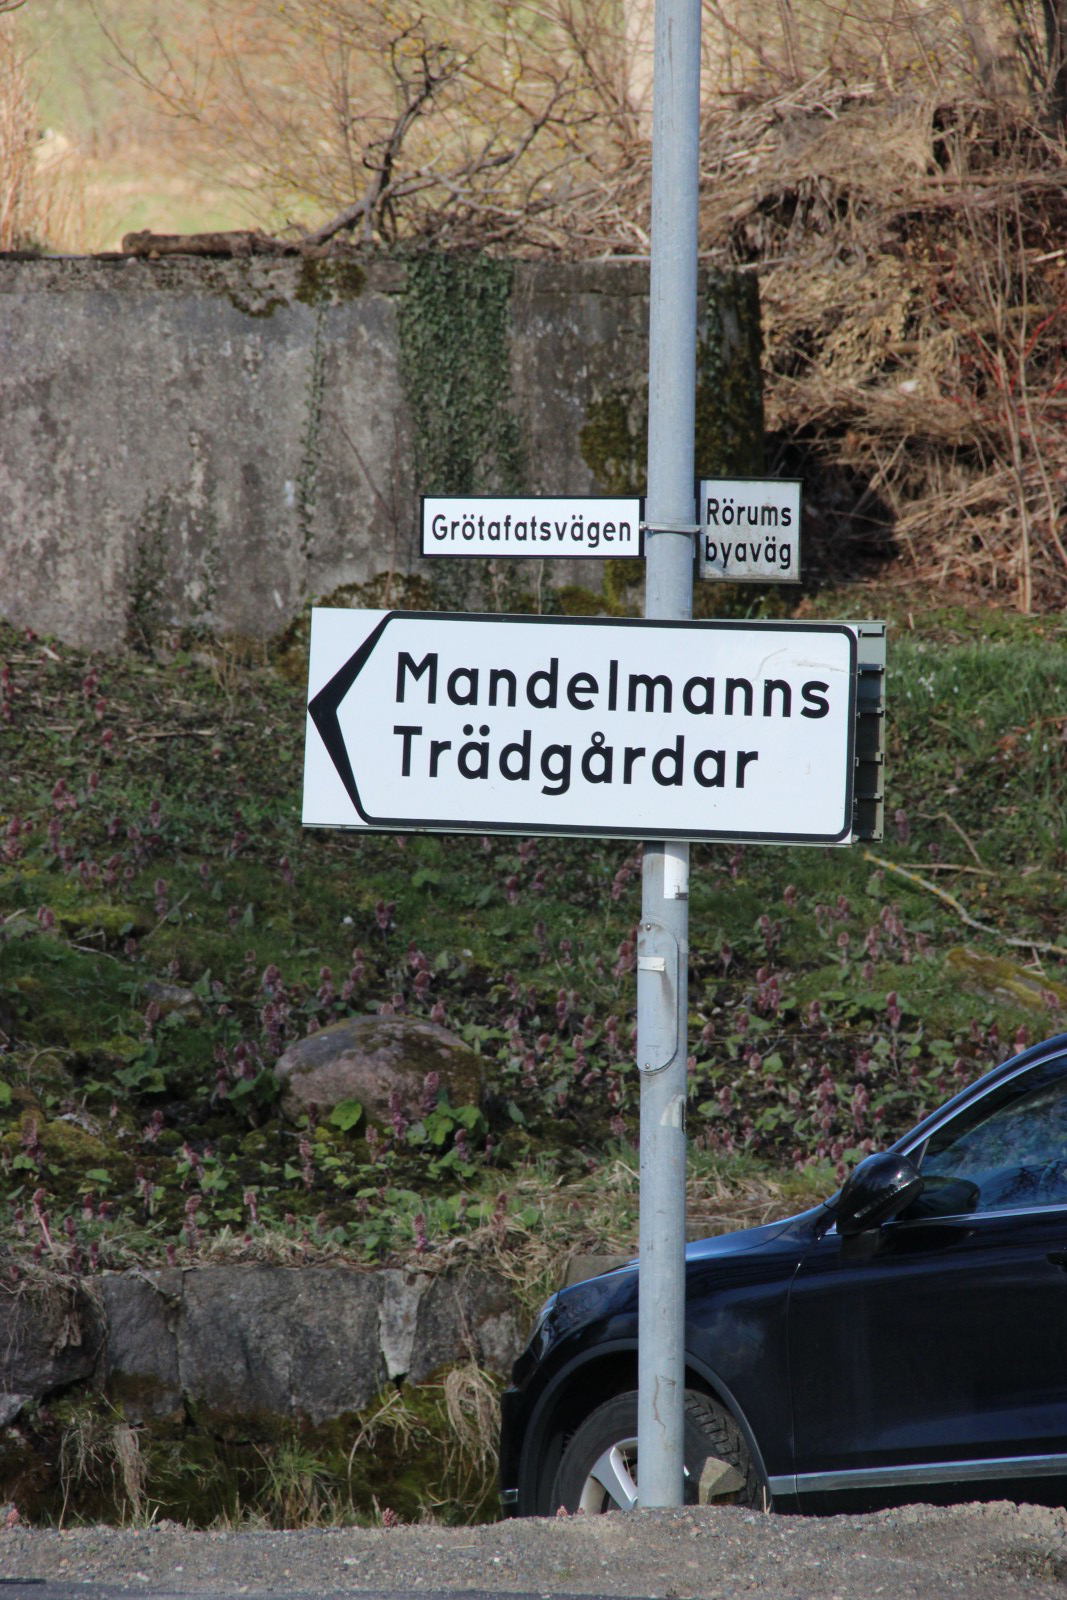 Grötafatsvägen
Rörums
byaväg
Mandelmanns
Trädgårdar